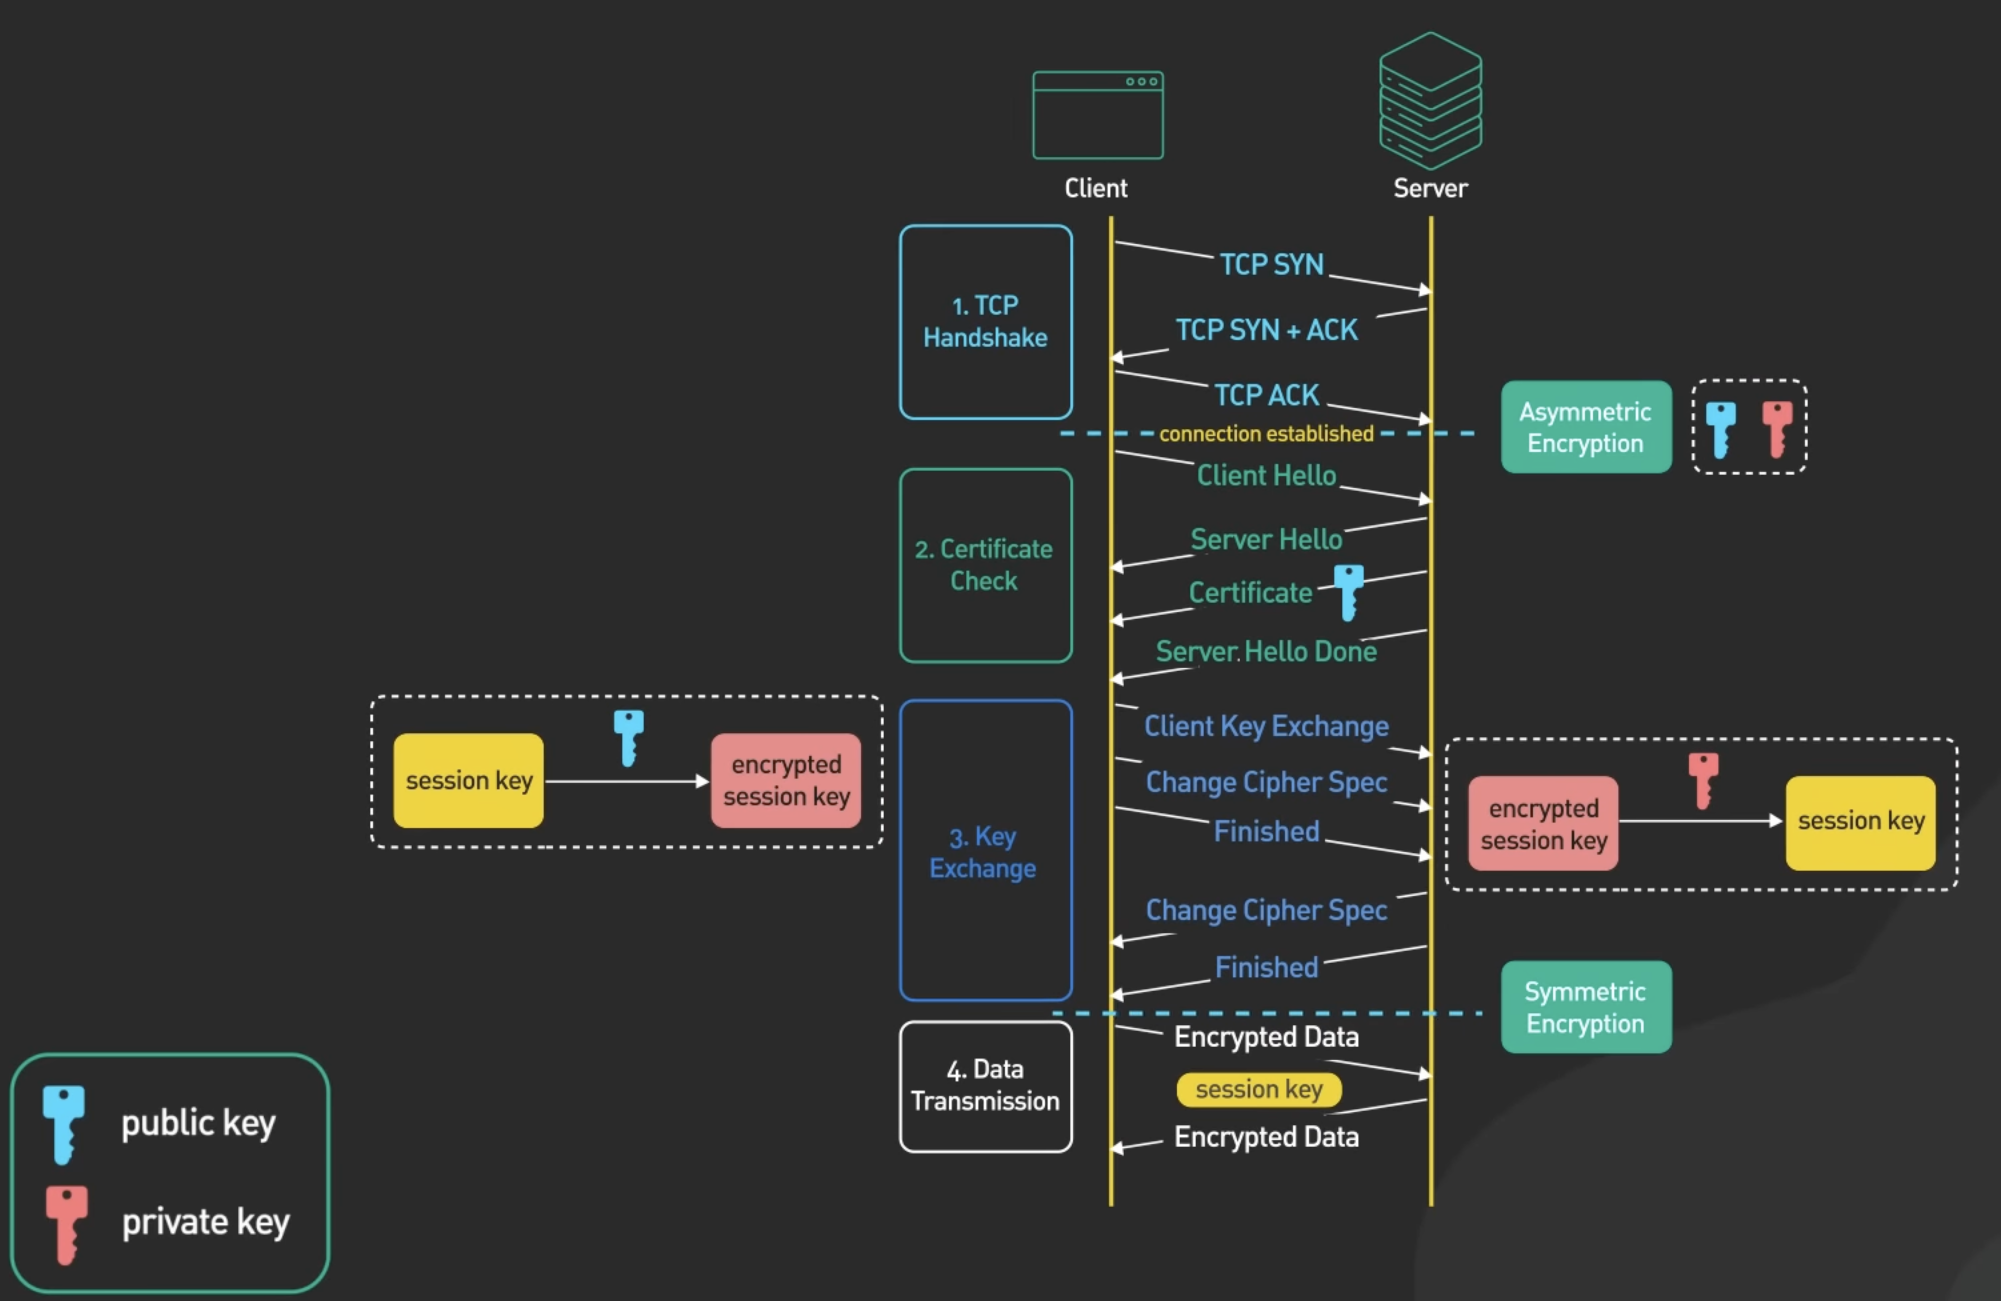 Client
Server
1. TCP
Handshake
TCP SYN
TCP SYN + ACK
TCP ACK
connection established
Asymmetric
Encryption
2. Certificate
Check
Client Hello
Server Hello
Certificate
Server Hello Done
session key
encrypted
session key
3. Key
Exchange
Client Key Exchange
Change Cipher Spec
Finished
Change Cipher Spec
Finished
encrypted
session key
session key
Symmetric
Encryption
4. Data
Transmission
Encrypted Data
session key
Encrypted Data
public key
private key